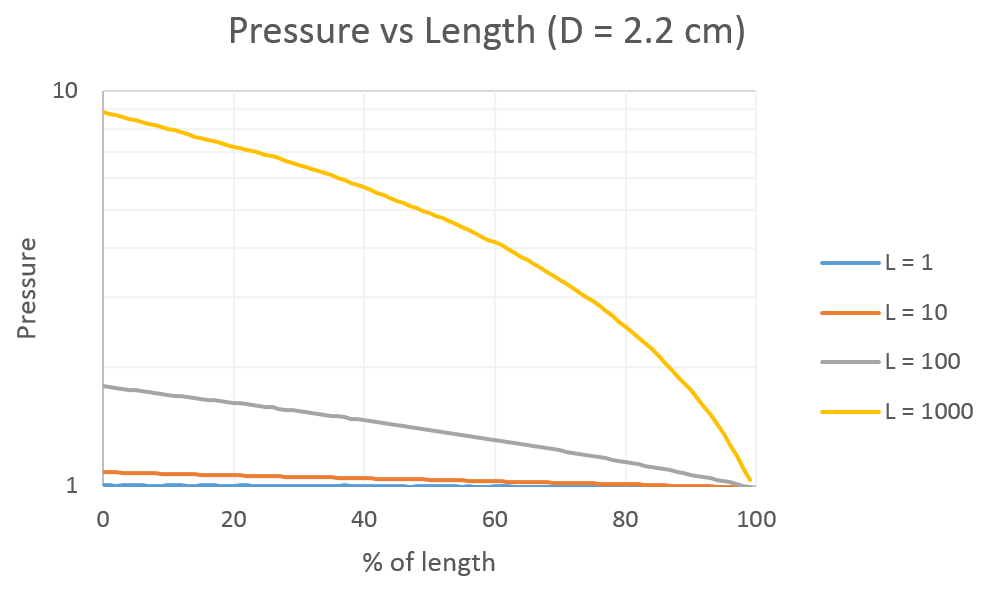 Pressure vs Length (D = 2.2 cm)
10
1
Pressure
0 20 40 60 80 100
% of length
L = 1
L = 10
L = 100
L = 1000